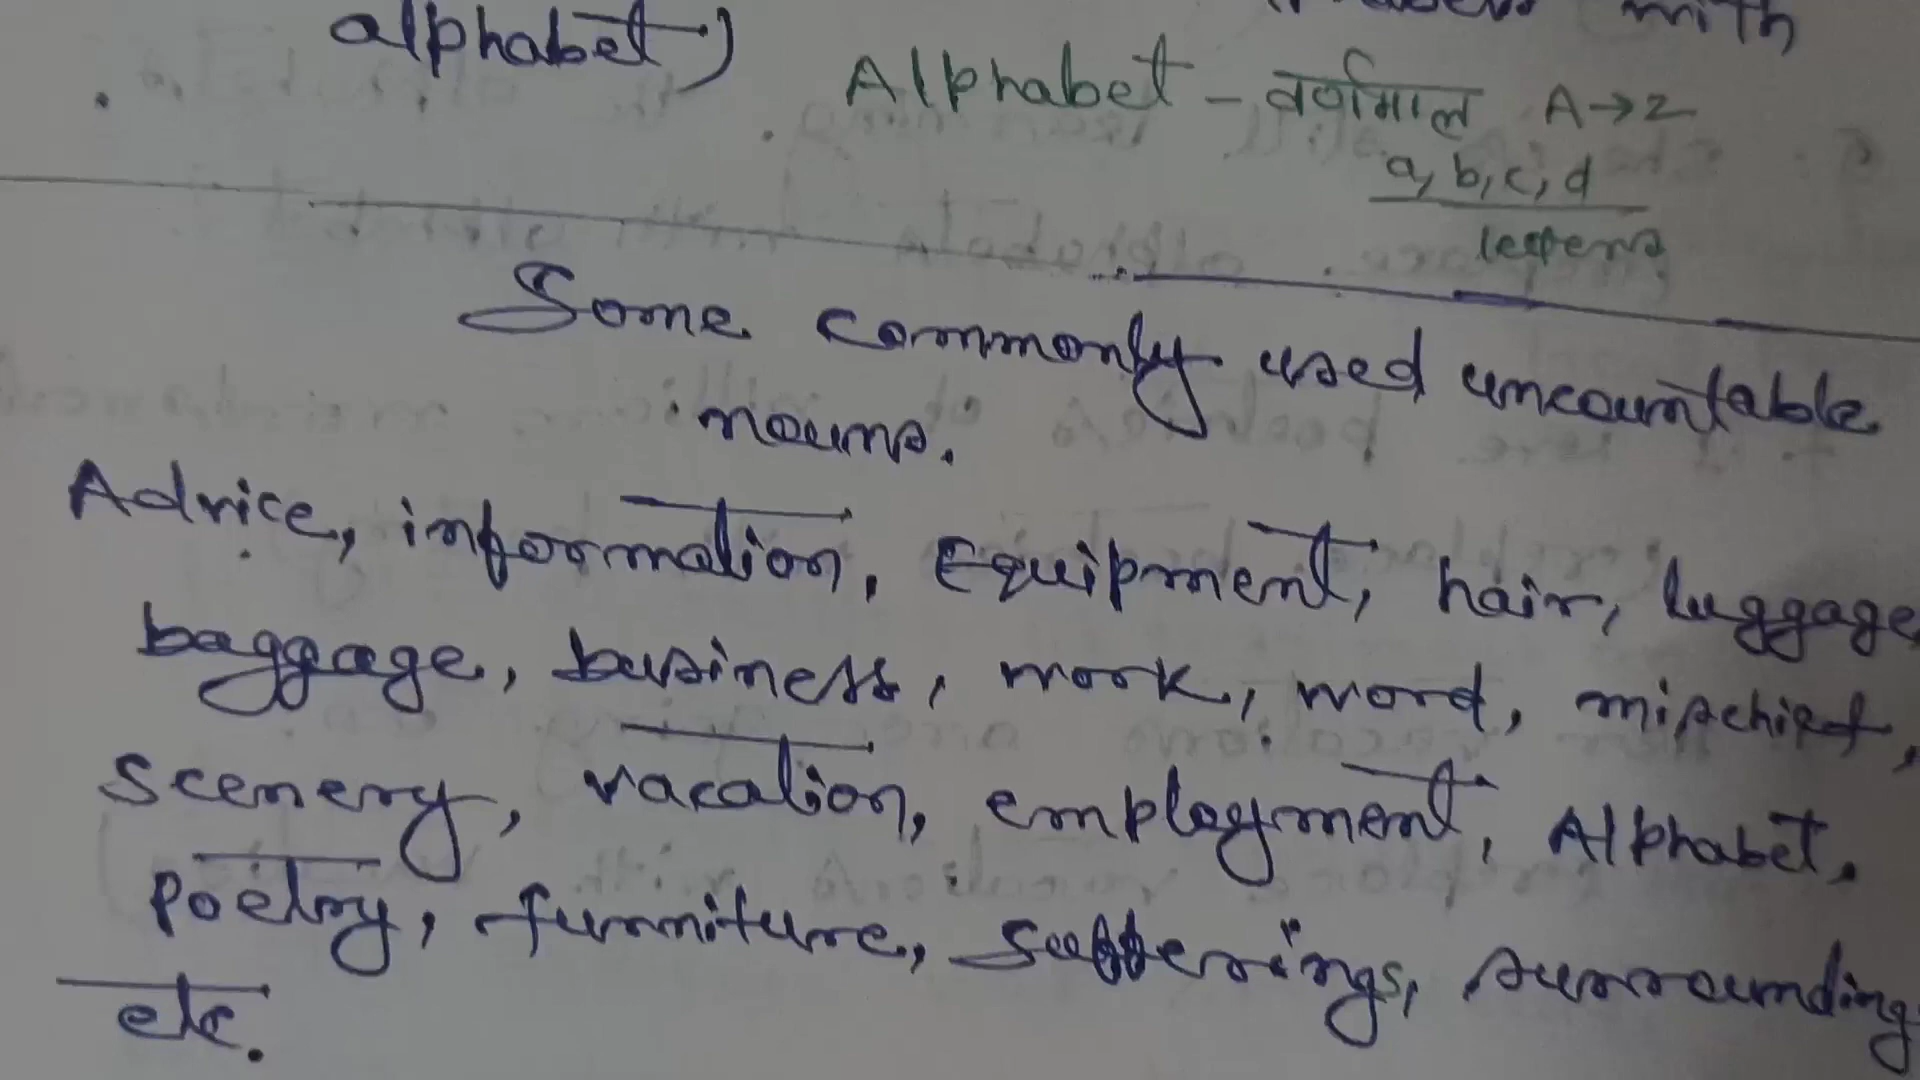 alphabet)
with
Alphabet - वर्णमाल A→z
a, b, c, d
letters
Some commonly used uncountable
nouns.
Advice, information, Equipment, hair, luggage,
baggage, business, work, word, mischief,
Scenery, vacation, employment, Alphabet,
Poetry, furniture, Sufferings, surrounding
etc.